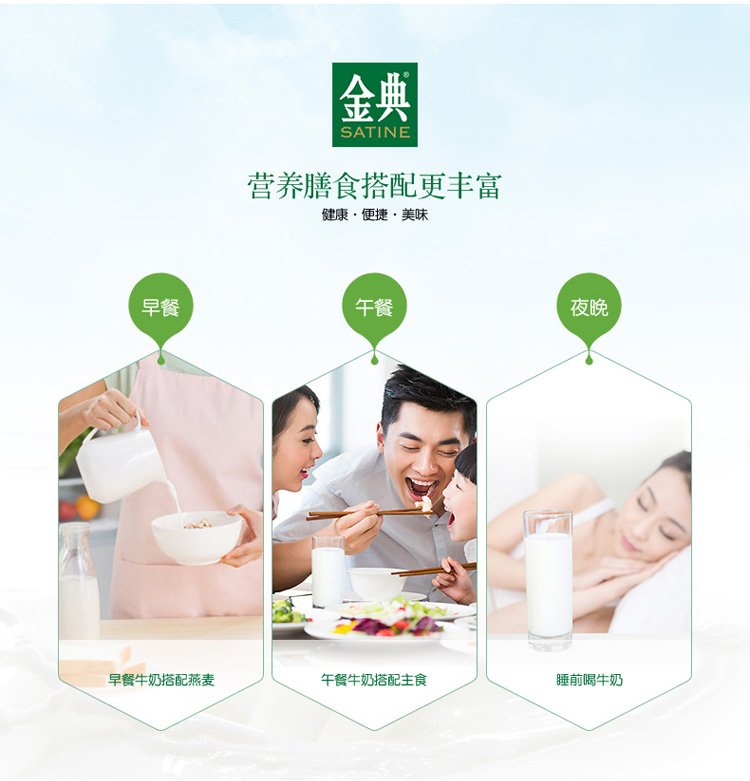 金典®
SATINE
营养膳食搭配更丰富
健康·便捷·美味
早餐
午餐
夜晚
早餐牛奶搭配燕麦
午餐牛奶搭配主食
睡前喝牛奶